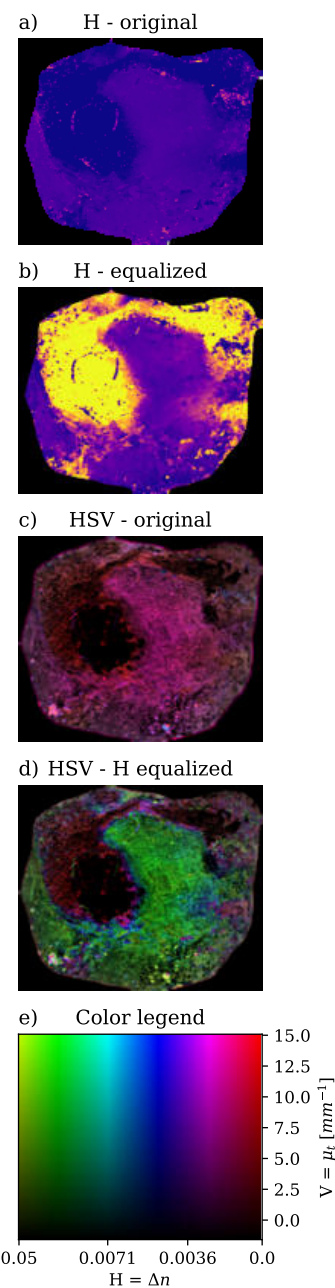 a) H - original
b) H - equalized
c) HSV - original
d) HSV - H equalized
e) Color legend
15.0
12.5
10.0
7.5
5.0
2.5
0.0
V = μt [mm⁻¹]
0.05 0.0071 0.0036 0.0
H = Δn